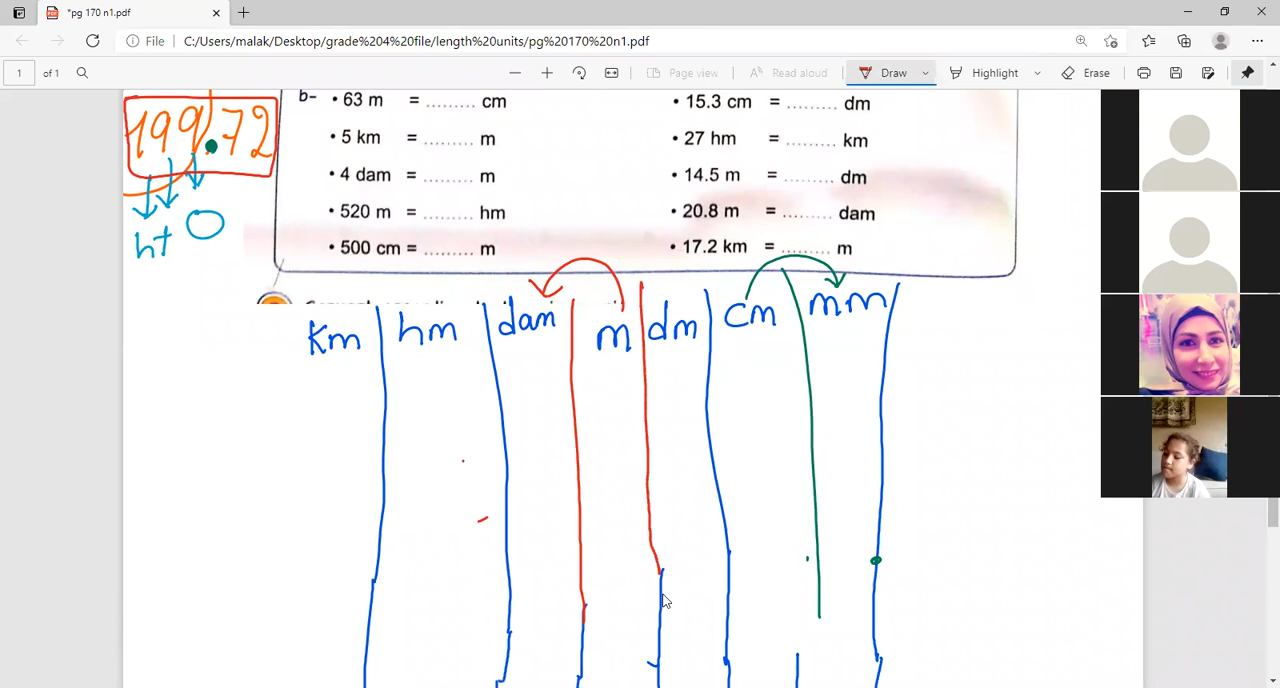 *pg 170 n1.pdf
File C:/Users/malak/Desktop/grade%204%20file/length%20units/pg%20170%20n1.pdf
1 of 1 Page view Read aloud Draw Highlight Erase
199.72
h t O
b- • 63 m = ......... cm
• 5 km = ......... m
• 4 dam = ......... m
• 520 m = ......... hm
• 500 cm = ......... m
• 15.3 cm = ......... dm
• 27 hm = ......... km
• 14.5 m = ......... dm
• 20.8 m = ......... dam
• 17.2 km = ......... m
km hm dam m dm cm mm